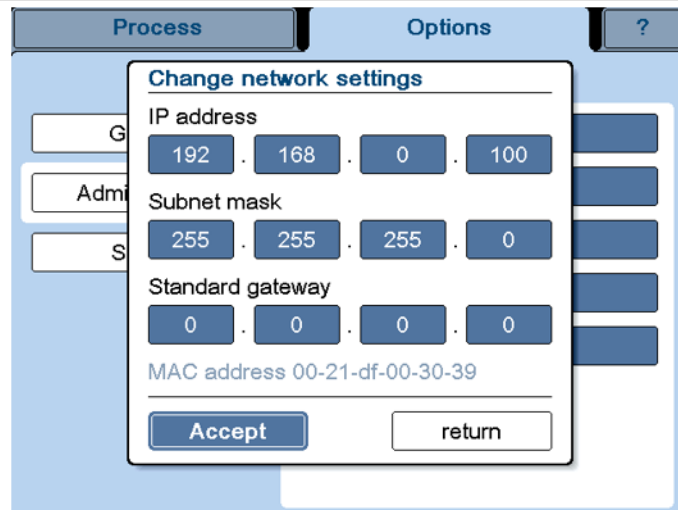 Process Options ?
Change network settings
IP address
192 . 168 . 0 . 100
G
Admi
Subnet mask
255 . 255 . 255 . 0
S
Standard gateway
0 . 0 . 0 . 0
MAC address 00-21-df-00-30-39
Accept return